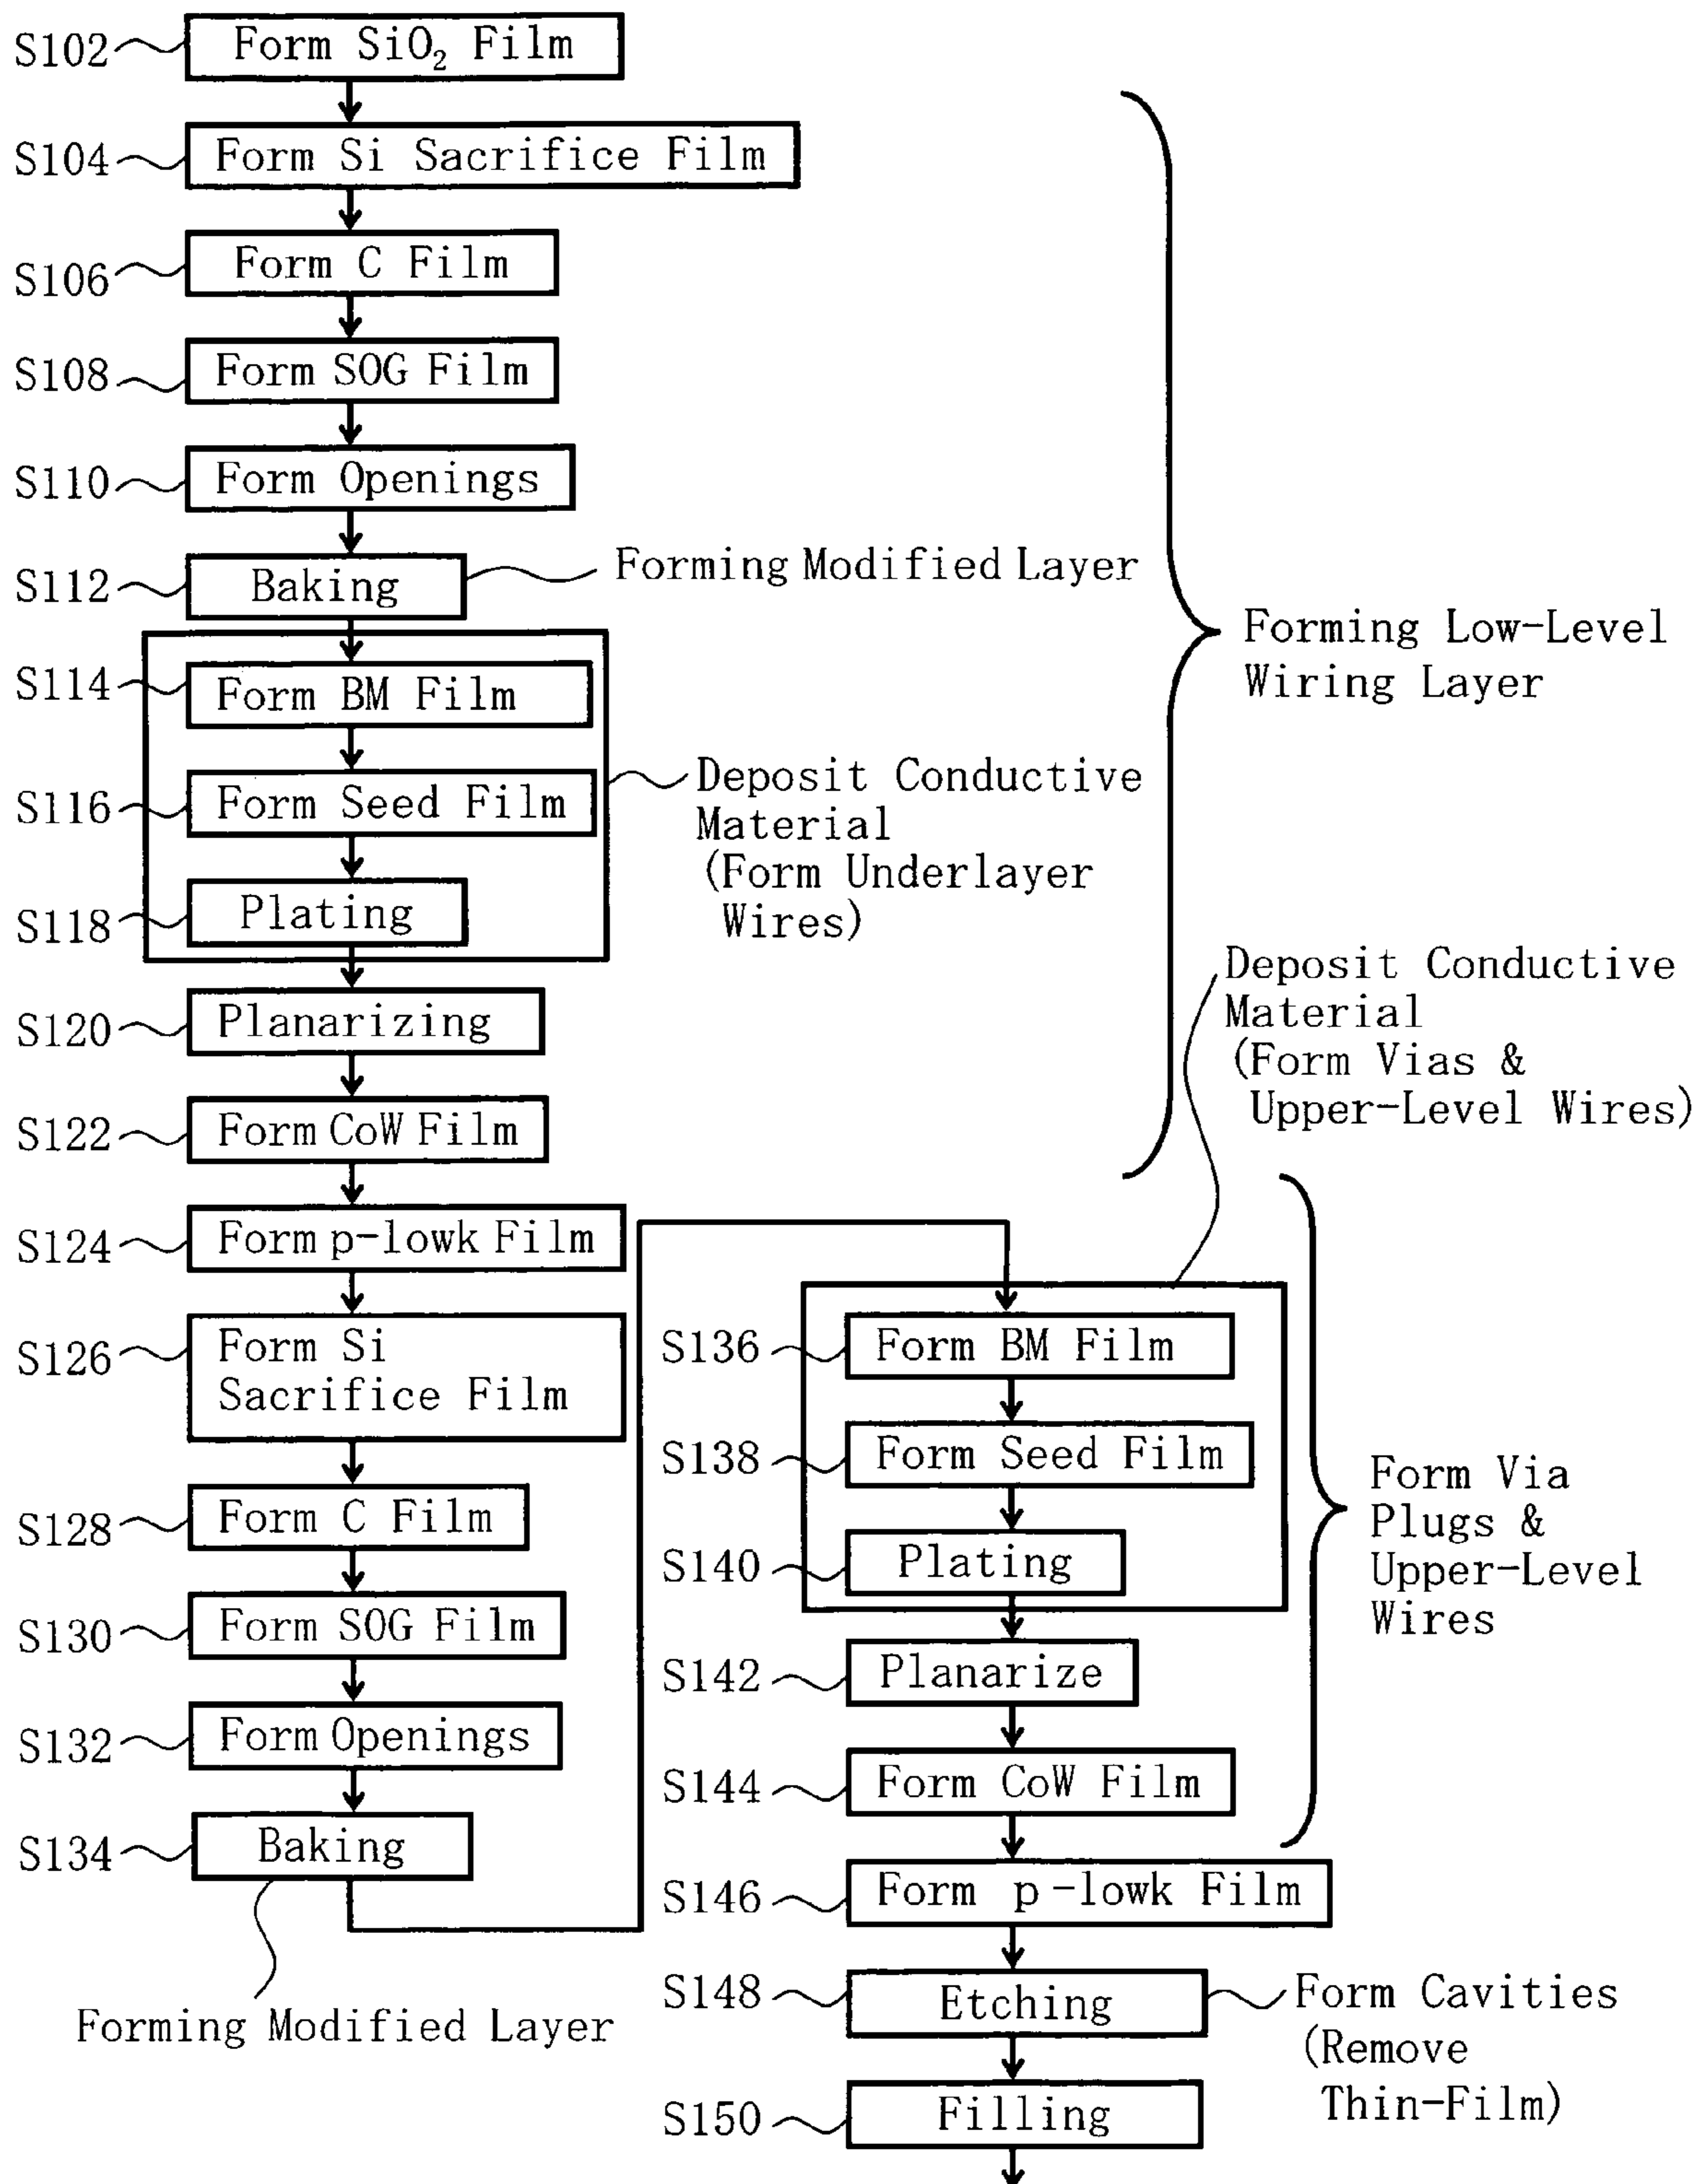 S102
Form SiO₂ Film
S104
Form Si Sacrifice Film
S106
Form C Film
S108
Form SOG Film
S110
Form Openings
S112
Baking
Forming Modified Layer
Forming Low-Level
Wiring Layer
S114
Form BM Film
S116
Form Seed Film
S118
Plating
Deposit Conductive
Material
(Form Underlayer
Wires)
S120
Planarizing
S122
Form CoW Film
S124
Form p-lowk Film
S126
Form Si
Sacrifice Film
S128
Form C Film
S130
Form SOG Film
S132
Form Openings
S134
Baking
Forming Modified Layer
Deposit Conductive
Material
(Form Vias &
Upper-Level Wires)
S136
Form BM Film
S138
Form Seed Film
S140
Plating
Form Via
Plugs &
Upper-Level
Wires
S142
Planarize
S144
Form CoW Film
S146
Form p-lowk Film
S148
Etching
Form Cavities
(Remove
Thin-Film)
S150
Filling